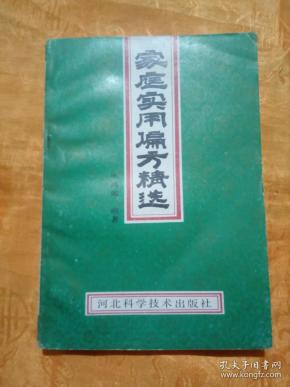 家庭实用偏方精选
河北科学技术出版社
孔夫子旧书网